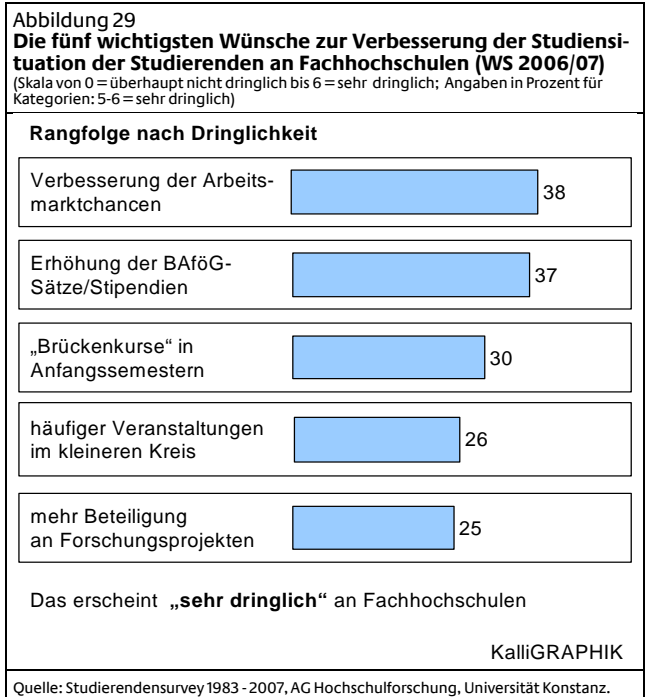 Abbildung 29
Die fünf wichtigsten Wünsche zur Verbesserung der Studiensi-
tuation der Studierenden an Fachhochschulen (WS 2006/07)
(Skala von 0 = überhaupt nicht dringlich bis 6 = sehr dringlich; Angaben in Prozent für
Kategorien: 5-6 = sehr dringlich)
Rangfolge nach Dringlichkeit
Verbesserung der Arbeits-
marktchancen
38
Erhöhung der BAföG-
Sätze/Stipendien
37
„Brückenkurse“ in
Anfangssemestern
30
häufiger Veranstaltungen
im kleineren Kreis
26
mehr Beteiligung
an Forschungsprojekten
25
Das erscheint „sehr dringlich“ an Fachhochschulen
KalliGRAPHIK
Quelle: Studierendensurvey 1983 - 2007, AG Hochschulforschung, Universität Konstanz.